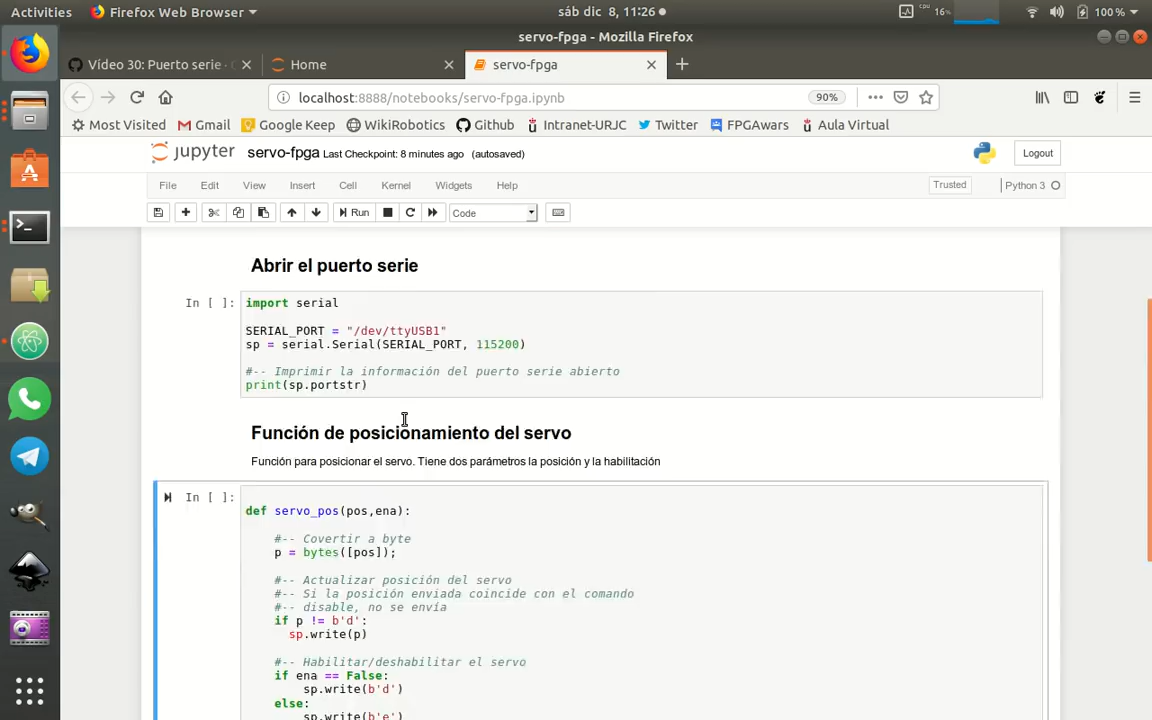 Activities
Firefox Web Browser
sáb dic 8, 11:26
cpu 16%
100 %
servo-fpga - Mozilla Firefox
Vídeo 30: Puerto serie · C
Home
servo-fpga
localhost:8888/notebooks/servo-fpga.ipynb
90%
Most Visited
Gmail
Google Keep
WikiRobotics
Github
Intranet-URJC
Twitter
FPGAwars
Aula Virtual
jupyter
servo-fpga Last Checkpoint: 8 minutes ago (autosaved)
Logout
File Edit View Insert Cell Kernel Widgets Help
Trusted
Python 3
Run
Code
Abrir el puerto serie
In [ ]:
import serial
SERIAL_PORT = "/dev/ttyUSB1"
sp = serial.Serial(SERIAL_PORT, 115200)
#-- Imprimir la información del puerto serie abierto
print(sp.portstr)
Función de posicionamiento del servo
Función para posicionar el servo. Tiene dos parámetros la posición y la habilitación
In [ ]:
def servo_pos(pos,ena):
#-- Covertir a byte
p = bytes([pos]);
#-- Actualizar posición del servo
#-- Si la posición enviada coincide con el comando
#-- disable, no se envía
if p != b'd':
sp.write(p)
#-- Habilitar/deshabilitar el servo
if ena == False:
sp.write(b'd')
else:
sp.write(b'e')